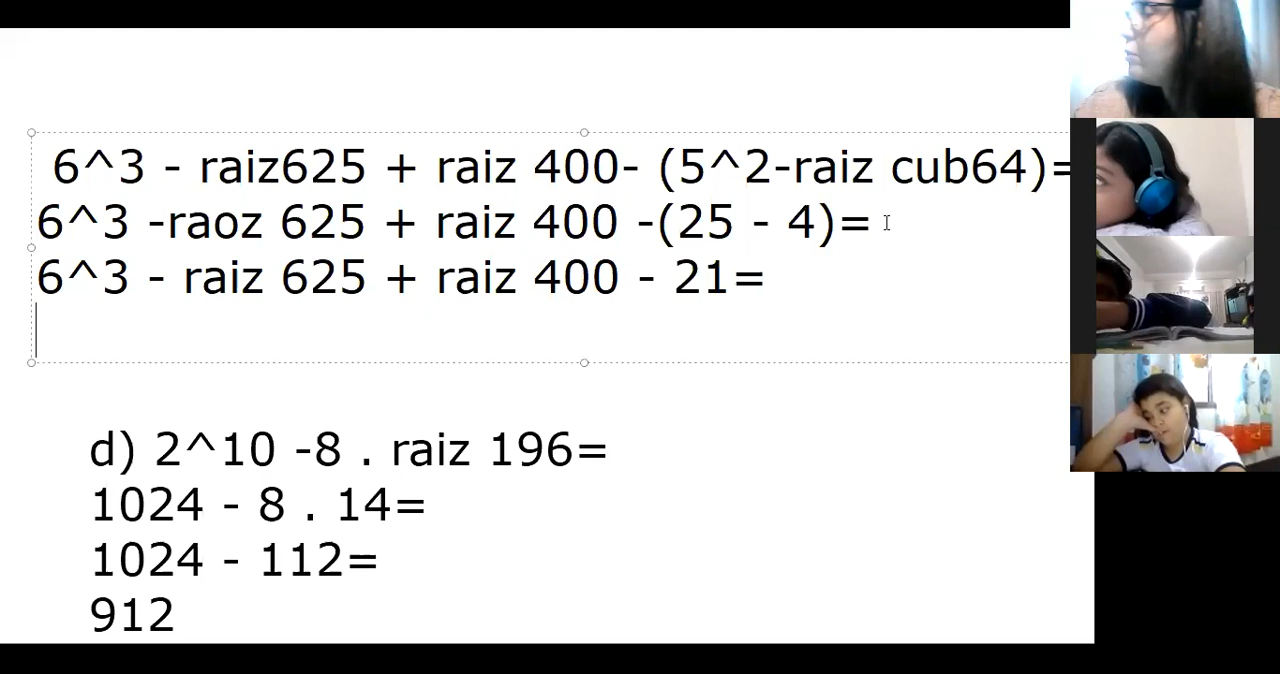 6^3 - raiz625 + raiz 400- (5^2-raiz cub64)=
6^3 -raoz 625 + raiz 400 -(25 - 4)=
6^3 - raiz 625 + raiz 400 - 21=
d) 2^10 -8 . raiz 196=
1024 - 8 . 14=
1024 - 112=
912